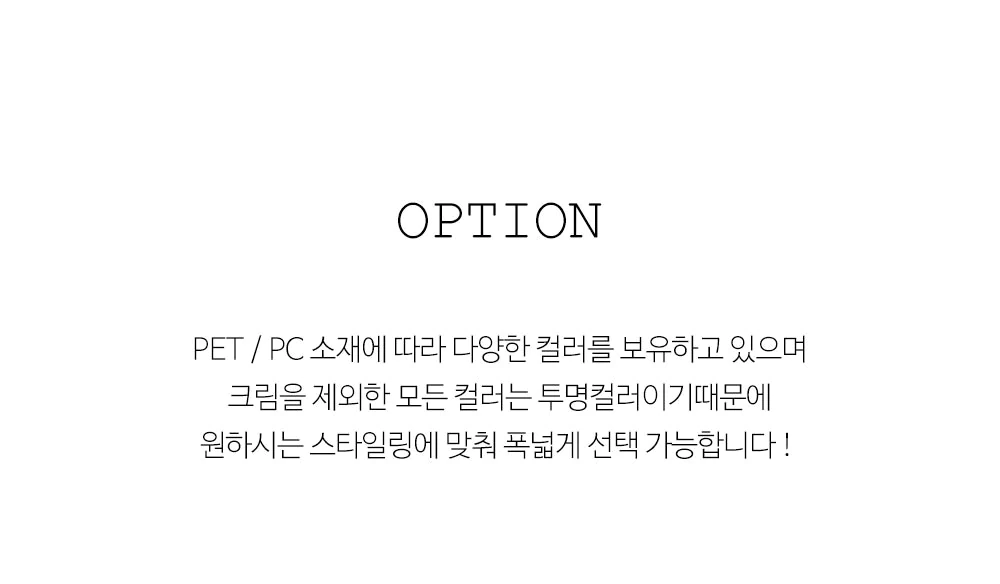 OPTION
PET / PC 소재에 따라 다양한 컬러를 보유하고 있으며
크림을 제외한 모든 컬러는 투명컬러이기때문에
원하시는 스타일링에 맞춰 폭넓게 선택 가능합니다 !